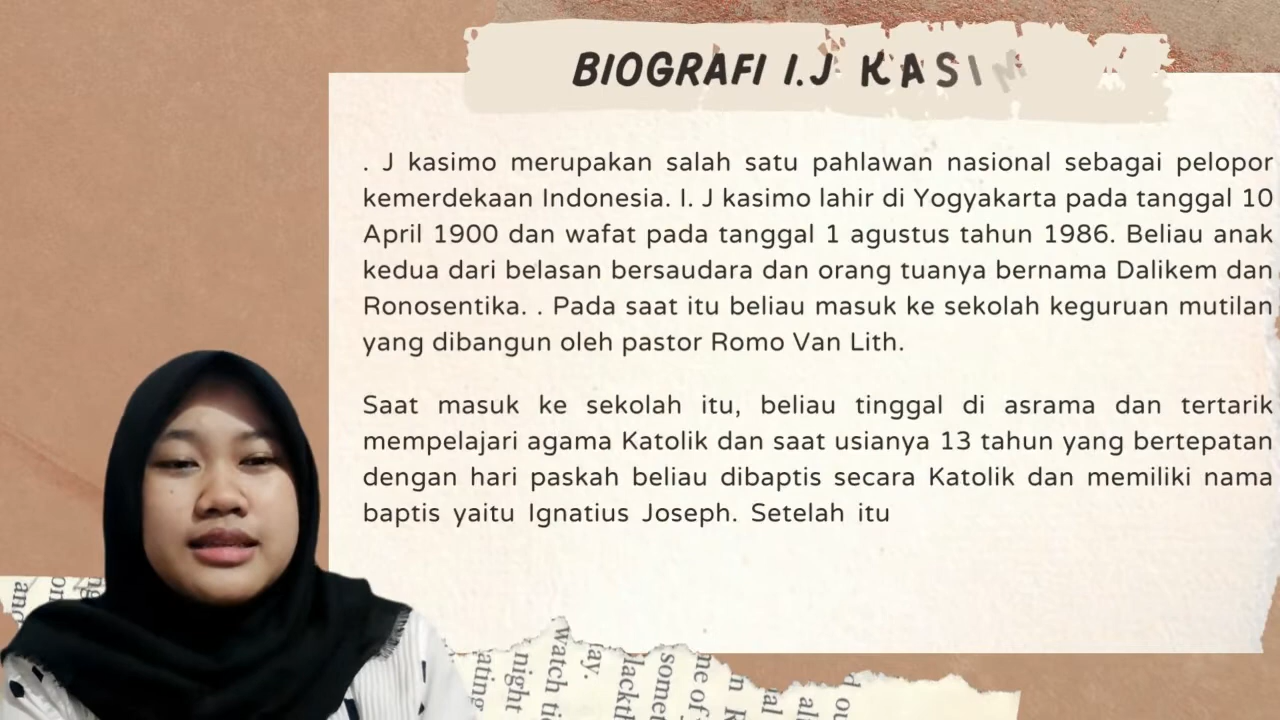 BIOGRAFI I.J KASIM
. J kasimo merupakan salah satu pahlawan nasional sebagai pelopor
kemerdekaan Indonesia. I. J kasimo lahir di Yogyakarta pada tanggal 10
April 1900 dan wafat pada tanggal 1 agustus tahun 1986. Beliau anak
kedua dari belasan bersaudara dan orang tuanya bernama Dalikem dan
Ronosentika. . Pada saat itu beliau masuk ke sekolah keguruan mutilan
yang dibangun oleh pastor Romo Van Lith.
Saat masuk ke sekolah itu, beliau tinggal di asrama dan tertarik
mempelajari agama Katolik dan saat usianya 13 tahun yang bertepatan
dengan hari paskah beliau dibaptis secara Katolik dan memiliki nama
baptis yaitu Ignatius Joseph. Setelah itu
ating
night
watch